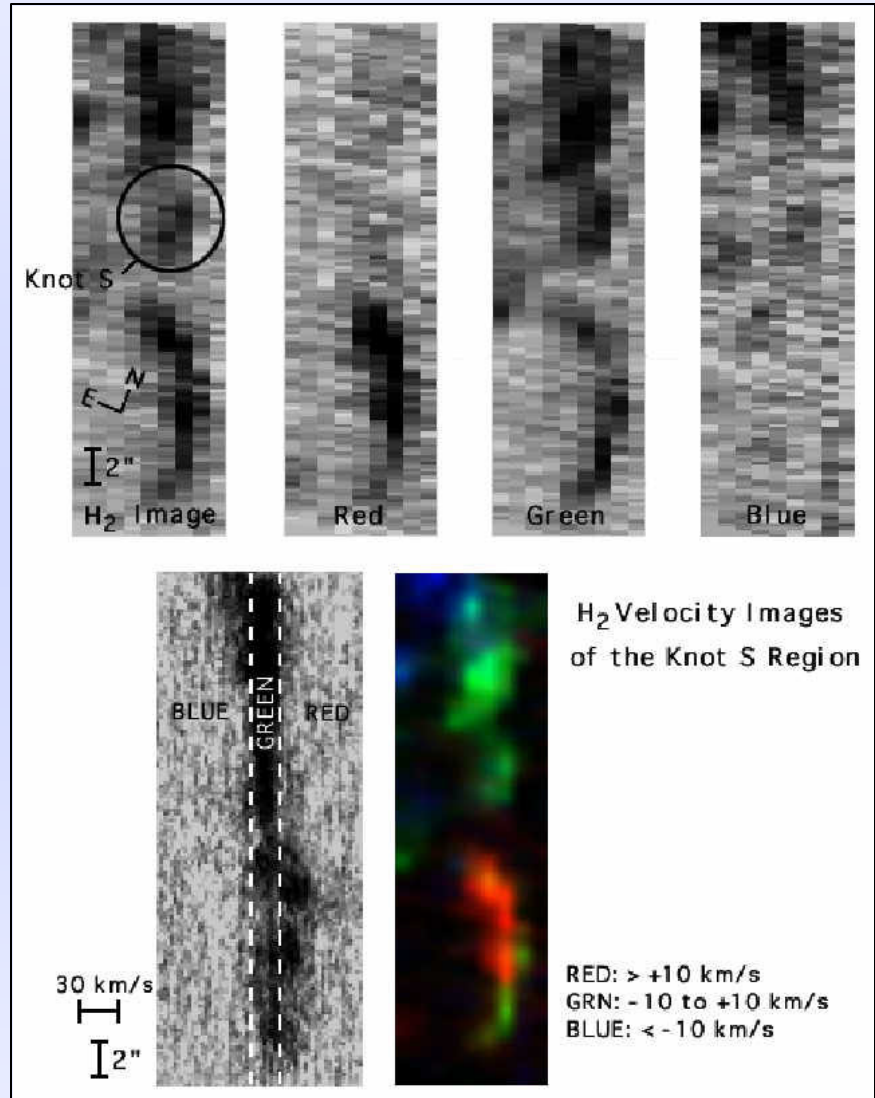 Knot S
E N
2"
H2 Image
Red
Green
Blue
H2 Velocity Images
of the Knot S Region
BLUE
GREEN
RED
30 km/s
2"
RED: > +10 km/s
GRN: -10 to +10 km/s
BLUE: < -10 km/s